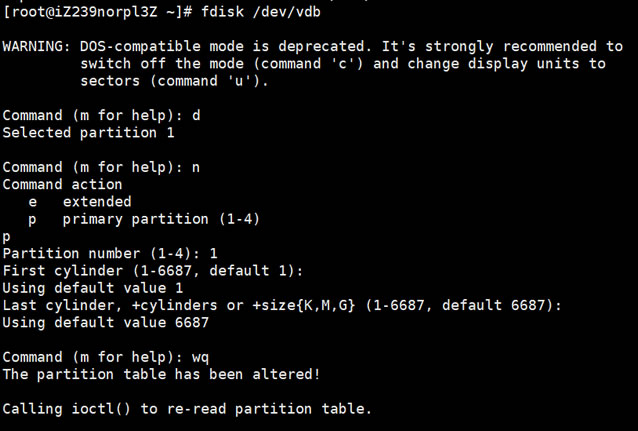 [root@iZ239norpl3Z ~]# fdisk /dev/vdb
WARNING: DOS-compatible mode is deprecated. It's strongly recommended to
switch off the mode (command 'c') and change display units to
sectors (command 'u').
Command (m for help): d
Selected partition 1
Command (m for help): n
Command action
e   extended
p   primary partition (1-4)
p
Partition number (1-4): 1
First cylinder (1-6687, default 1):
Using default value 1
Last cylinder, +cylinders or +size{K,M,G} (1-6687, default 6687):
Using default value 6687
Command (m for help): wq
The partition table has been altered!
Calling ioctl() to re-read partition table.